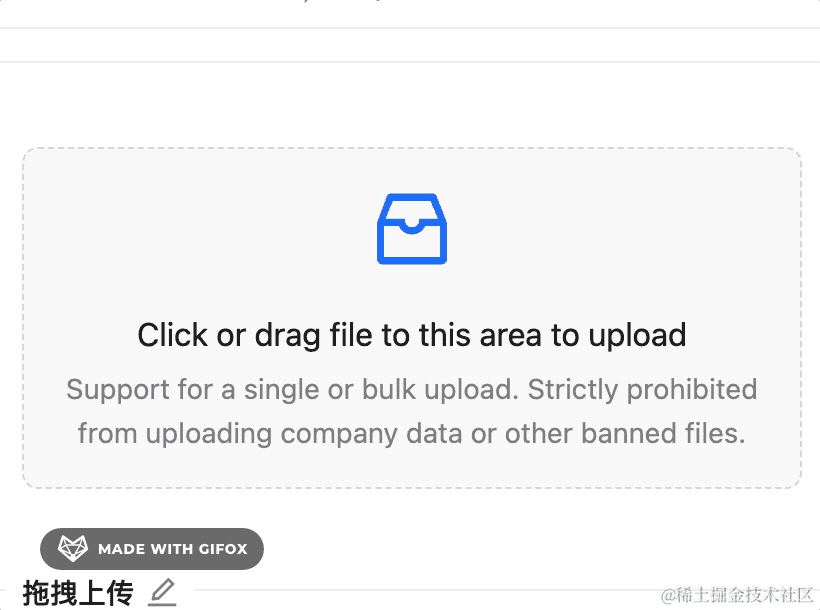 Click or drag file to this area to upload
Support for a single or bulk upload. Strictly prohibited
from uploading company data or other banned files.
MADE WITH GIFOX
拖拽上传
@稀土掘金技术社区